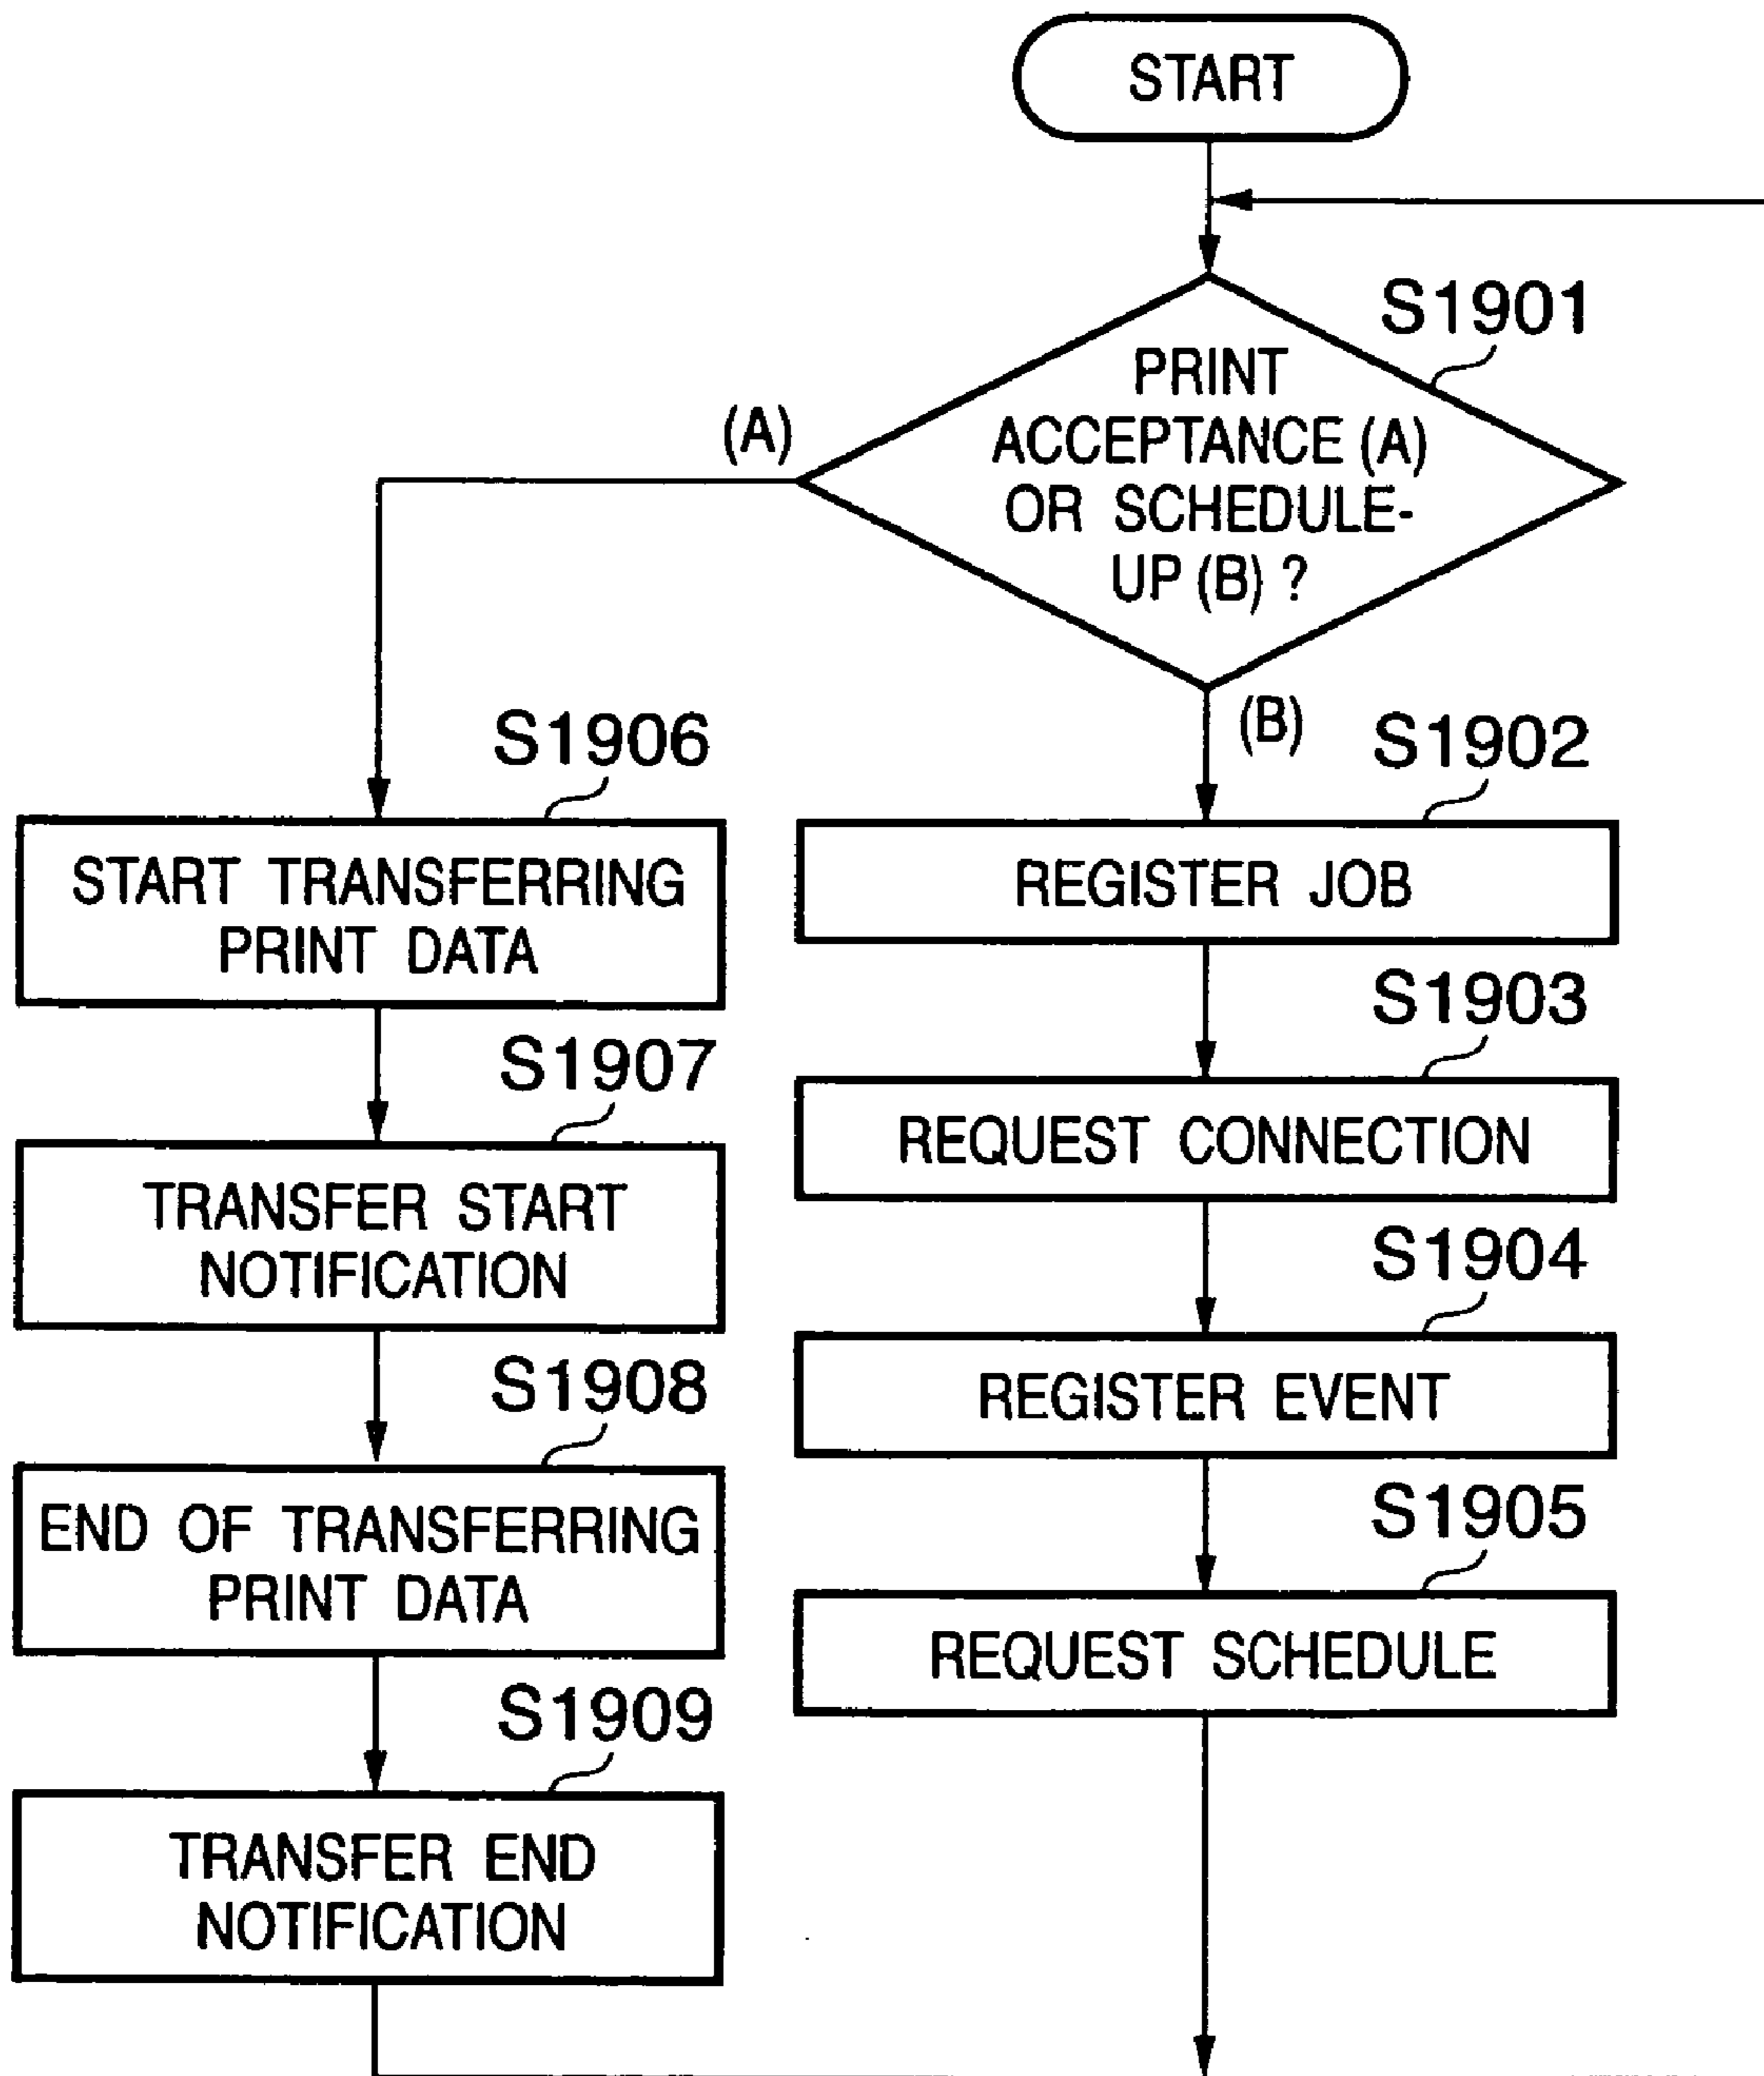 START
S1901
PRINT
ACCEPTANCE (A)
OR SCHEDULE-
UP (B) ?
(A)
(B)
S1906
START TRANSFERRING
PRINT DATA
S1907
TRANSFER START
NOTIFICATION
S1908
END OF TRANSFERRING
PRINT DATA
S1909
TRANSFER END
NOTIFICATION
S1902
REGISTER JOB
S1903
REQUEST CONNECTION
S1904
REGISTER EVENT
S1905
REQUEST SCHEDULE